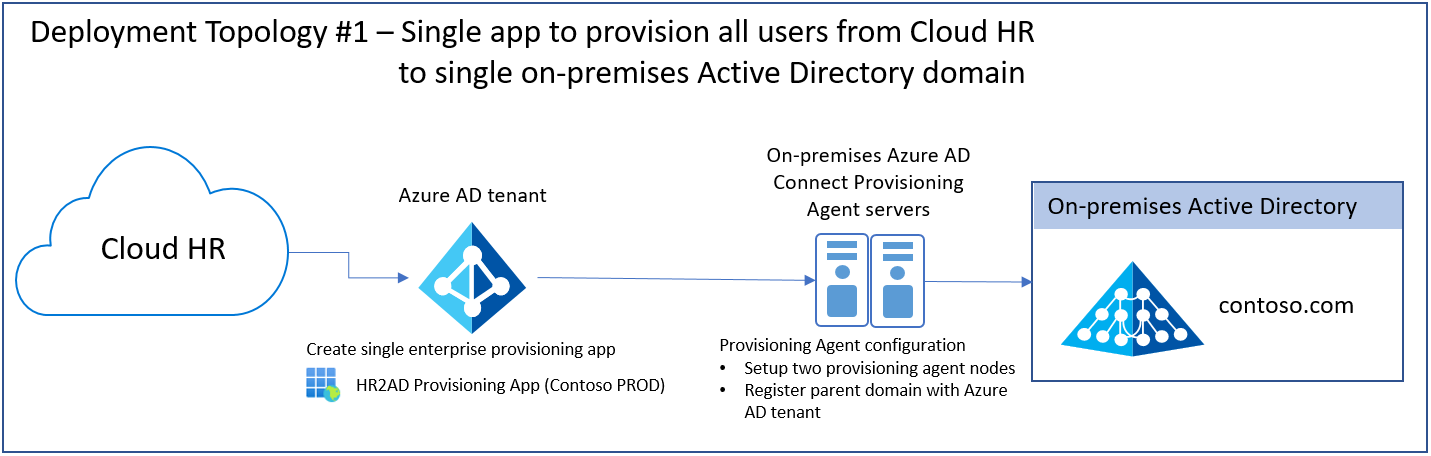 Deployment Topology #1 – Single app to provision all users from Cloud HR
to single on-premises Active Directory domain
Cloud HR
Azure AD tenant
Create single enterprise provisioning app
HR2AD Provisioning App (Contoso PROD)
On-premises Azure AD
Connect Provisioning
Agent servers
Provisioning Agent configuration
• Setup two provisioning agent nodes
• Register parent domain with Azure
AD tenant
On-premises Active Directory
contoso.com